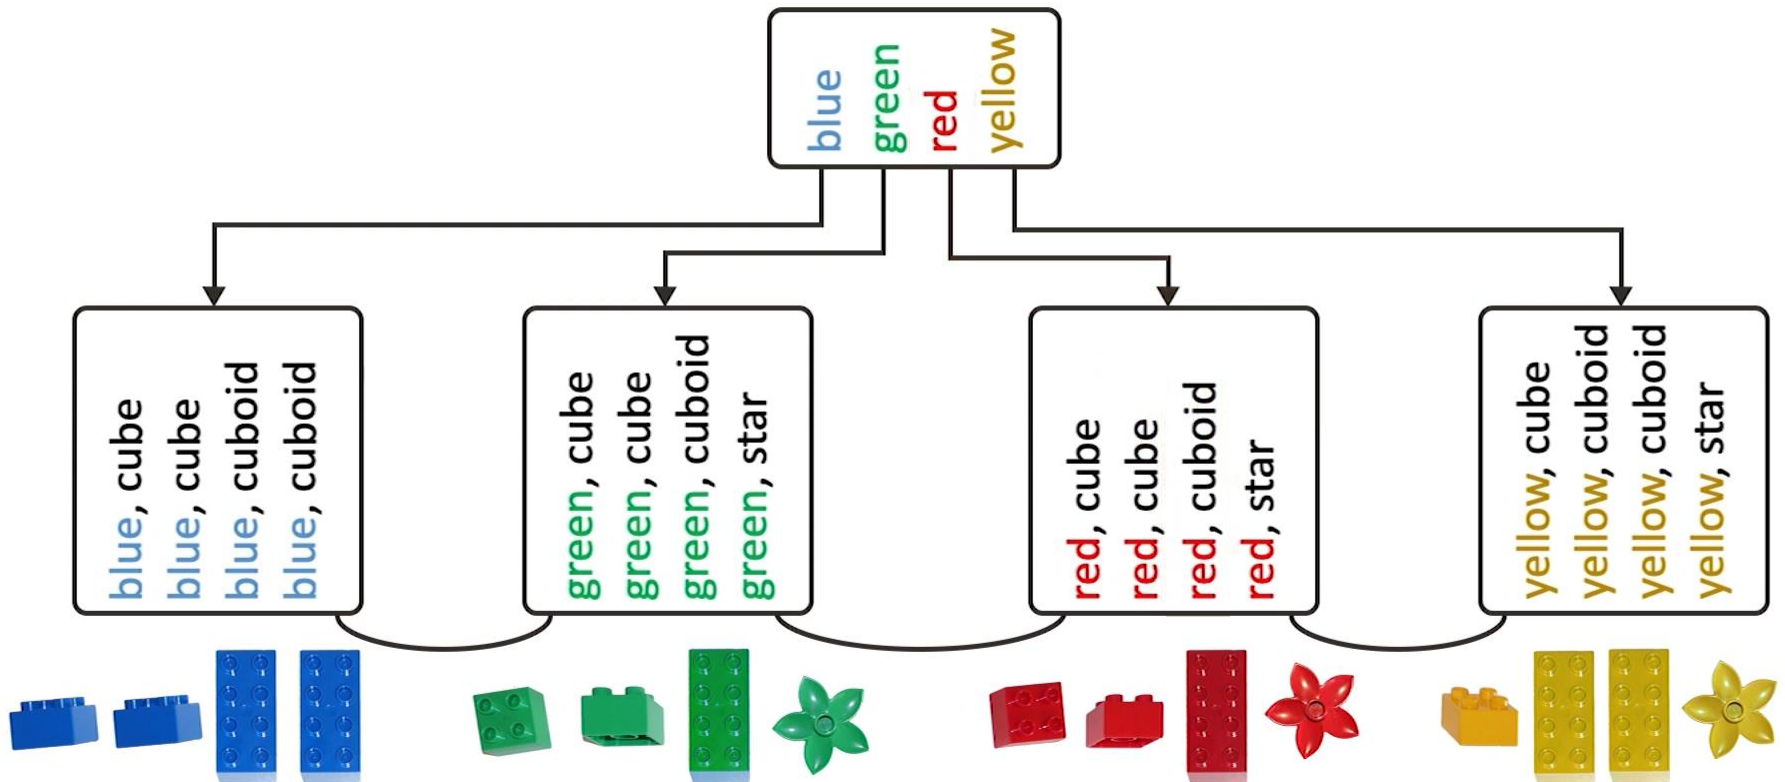 blue
green
red
yellow
blue, cube
blue, cube
blue, cuboid
blue, cuboid
green, cube
green, cube
green, cuboid
green, star
red, cube
red, cube
red, cuboid
red, star
yellow, cube
yellow, cuboid
yellow, cuboid
yellow, star